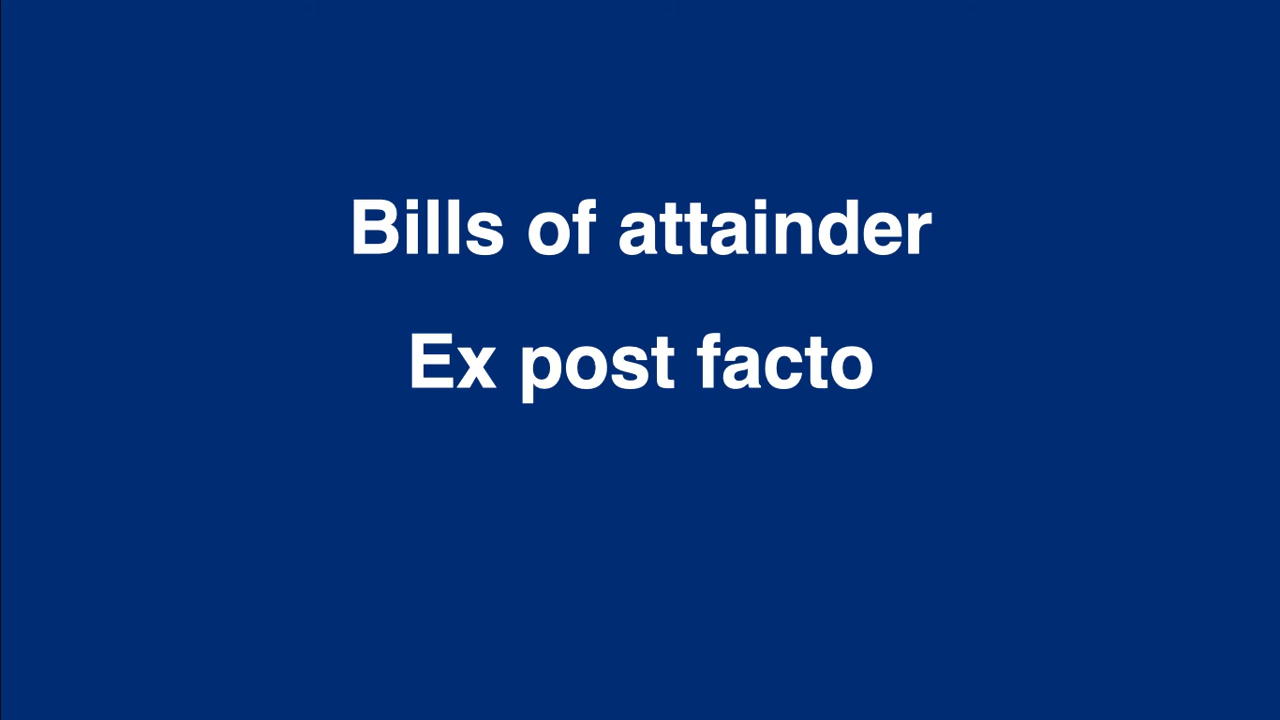 Bills of attainder
Ex post facto